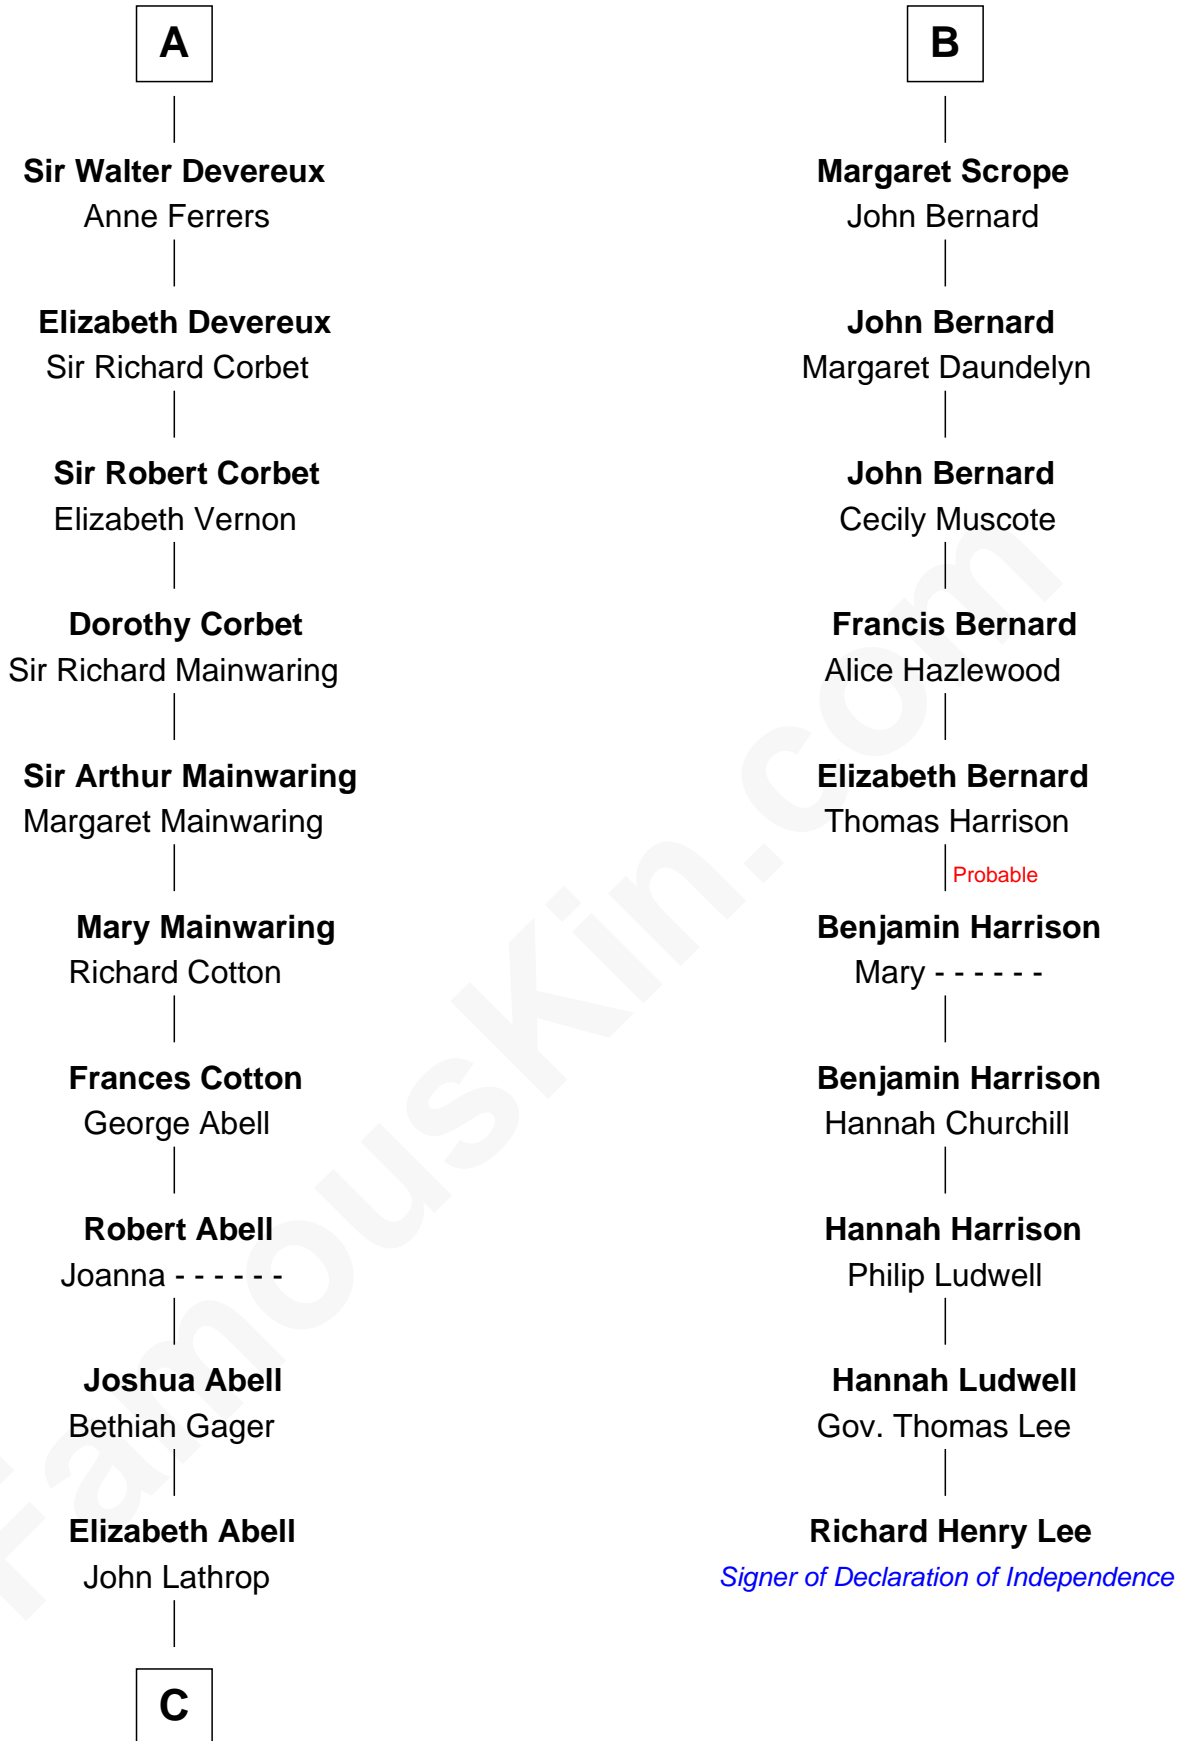 A
Sir Walter Devereux
Anne Ferrers
Elizabeth Devereux
Sir Richard Corbet
Sir Robert Corbet
Elizabeth Vernon
Dorothy Corbet
Sir Richard Mainwaring
Sir Arthur Mainwaring
Margaret Mainwaring
Mary Mainwaring
Richard Cotton
Frances Cotton
George Abell
Robert Abell
Joanna - - - - - -
Joshua Abell
Bethiah Gager
Elizabeth Abell
John Lathrop
C
B
Margaret Scrope
John Bernard
John Bernard
Margaret Daundelyn
John Bernard
Cecily Muscote
Francis Bernard
Alice Hazlewood
Elizabeth Bernard
Thomas Harrison
Probable
Benjamin Harrison
Mary - - - - - -
Benjamin Harrison
Hannah Churchill
Hannah Harrison
Philip Ludwell
Hannah Ludwell
Gov. Thomas Lee
Richard Henry Lee
Signer of Declaration of Independence
FamousKin.com